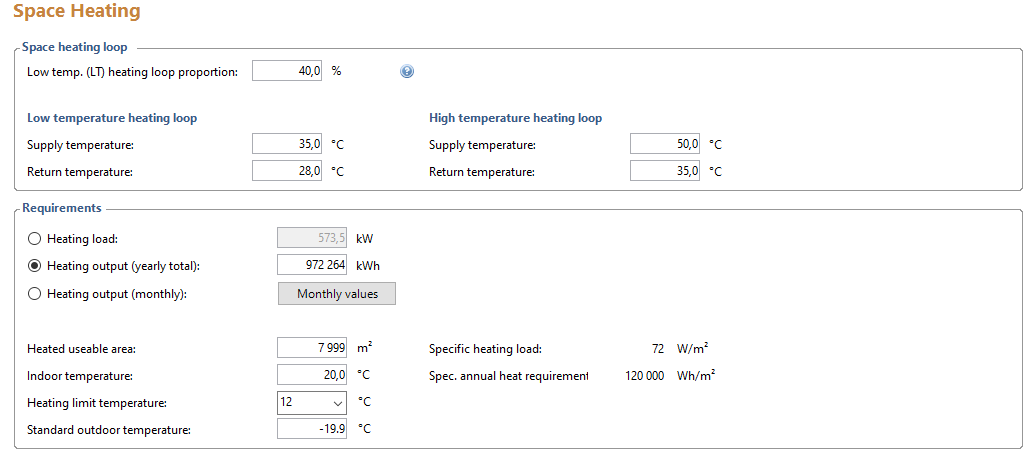 Space Heating
Space heating loop
Low temp. (LT) heating loop proportion: 40,0 %
Low temperature heating loop High temperature heating loop
Supply temperature: 35,0 °C Supply temperature: 50,0 °C
Return temperature: 28,0 °C Return temperature: 35,0 °C
Requirements
Heating load: 573,5 kW
Heating output (yearly total): 972 264 kWh
Heating output (monthly): Monthly values
Heated useable area: 7 999 m² Specific heating load: 72 W/m²
Indoor temperature: 20,0 °C Spec. annual heat requirement 120 000 Wh/m²
Heating limit temperature: 12 °C
Standard outdoor temperature: -19.9 °C